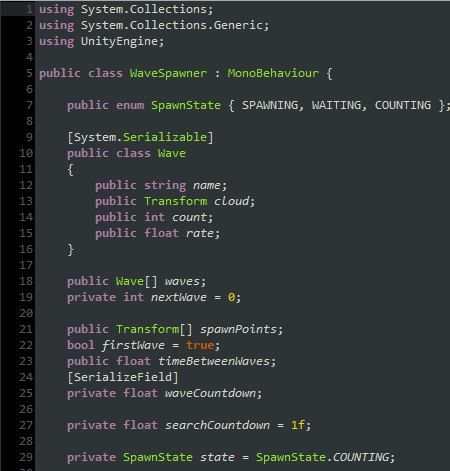 1 using System.Collections;
2 using System.Collections.Generic;
3 using UnityEngine;
4
5 public class WaveSpawner : MonoBehaviour {
6
7 public enum SpawnState { SPAWNING, WAITING, COUNTING };
8
9 [System.Serializable]
10 public class Wave
11 {
12 public string name;
13 public Transform cloud;
14 public int count;
15 public float rate;
16 }
17
18 public Wave[] waves;
19 private int nextWave = 0;
20
21 public Transform[] spawnPoints;
22 bool firstWave = true;
23 public float timeBetweenWaves;
24 [SerializeField]
25 private float waveCountdown;
26
27 private float searchCountdown = 1f;
28
29 private SpawnState state = SpawnState.COUNTING;